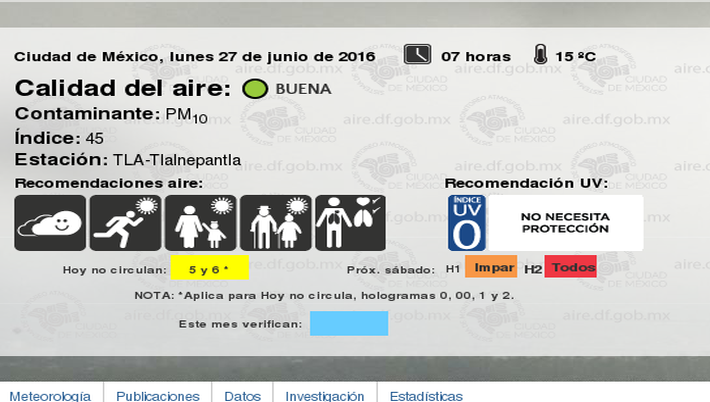 Ciudad de México, lunes 27 de junio de 2016 07 horas 15 ºC
Calidad del aire: BUENA
Contaminante: PM10
Índice: 45
Estación: TLA-Tlalnepantla
Recomendaciones aire: Recomendación UV:
ÍNDICE
UV
0
NO NECESITA
PROTECCIÓN
Hoy no circulan: 5 y 6 * Próx. sábado: H1 Impar H2 Todos
NOTA: *Aplica para Hoy no circula, hologramas 0, 00, 1 y 2.
Este mes verifican:
Meteorología Publicaciones Datos Investigación Estadísticas
aire.df.gob.mx
CIUDAD
DE MÉXICO